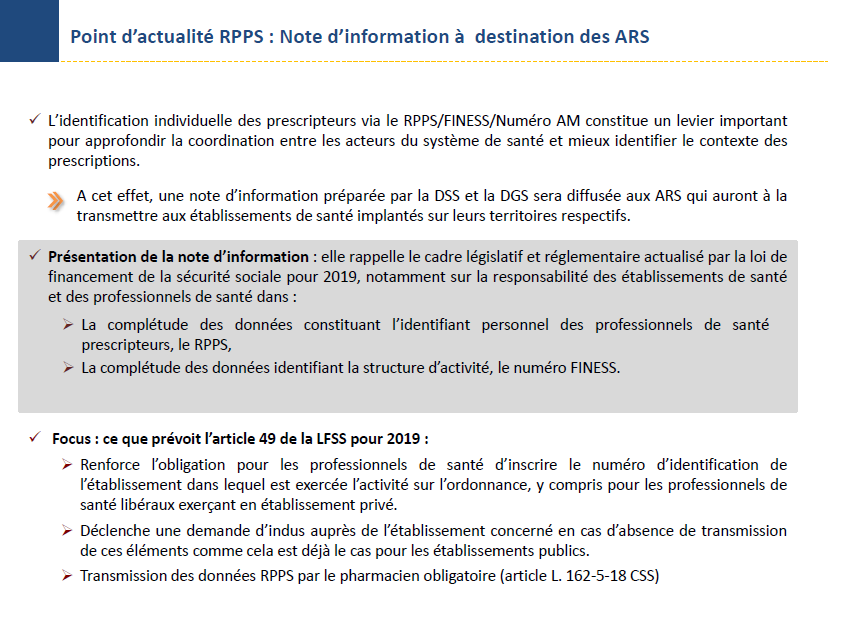 Point d’actualité RPPS : Note d’information à destination des ARS
L’identification individuelle des prescripteurs via le RPPS/FINESS/Numéro AM constitue un levier important
pour approfondir la coordination entre les acteurs du système de santé et mieux identifier le contexte des
prescriptions.
A cet effet, une note d’information préparée par la DSS et la DGS sera diffusée aux ARS qui auront à la
transmettre aux établissements de santé implantés sur leurs territoires respectifs.
Présentation de la note d’information : elle rappelle le cadre législatif et réglementaire actualisé par la loi de
financement de la sécurité sociale pour 2019, notamment sur la responsabilité des établissements de santé
et des professionnels de santé dans :
La complétude des données constituant l’identifiant personnel des professionnels de santé
prescripteurs, le RPPS,
La complétude des données identifiant la structure d’activité, le numéro FINESS.
Focus : ce que prévoit l’article 49 de la LFSS pour 2019 :
Renforce l’obligation pour les professionnels de santé d’inscrire le numéro d’identification de
l’établissement dans lequel est exercée l’activité sur l’ordonnance, y compris pour les professionnels de
santé libéraux exerçant en établissement privé.
Déclenche une demande d’indus auprès de l’établissement concerné en cas d’absence de transmission
de ces éléments comme cela est déjà le cas pour les établissements publics.
Transmission des données RPPS par le pharmacien obligatoire (article L. 162-5-18 CSS)